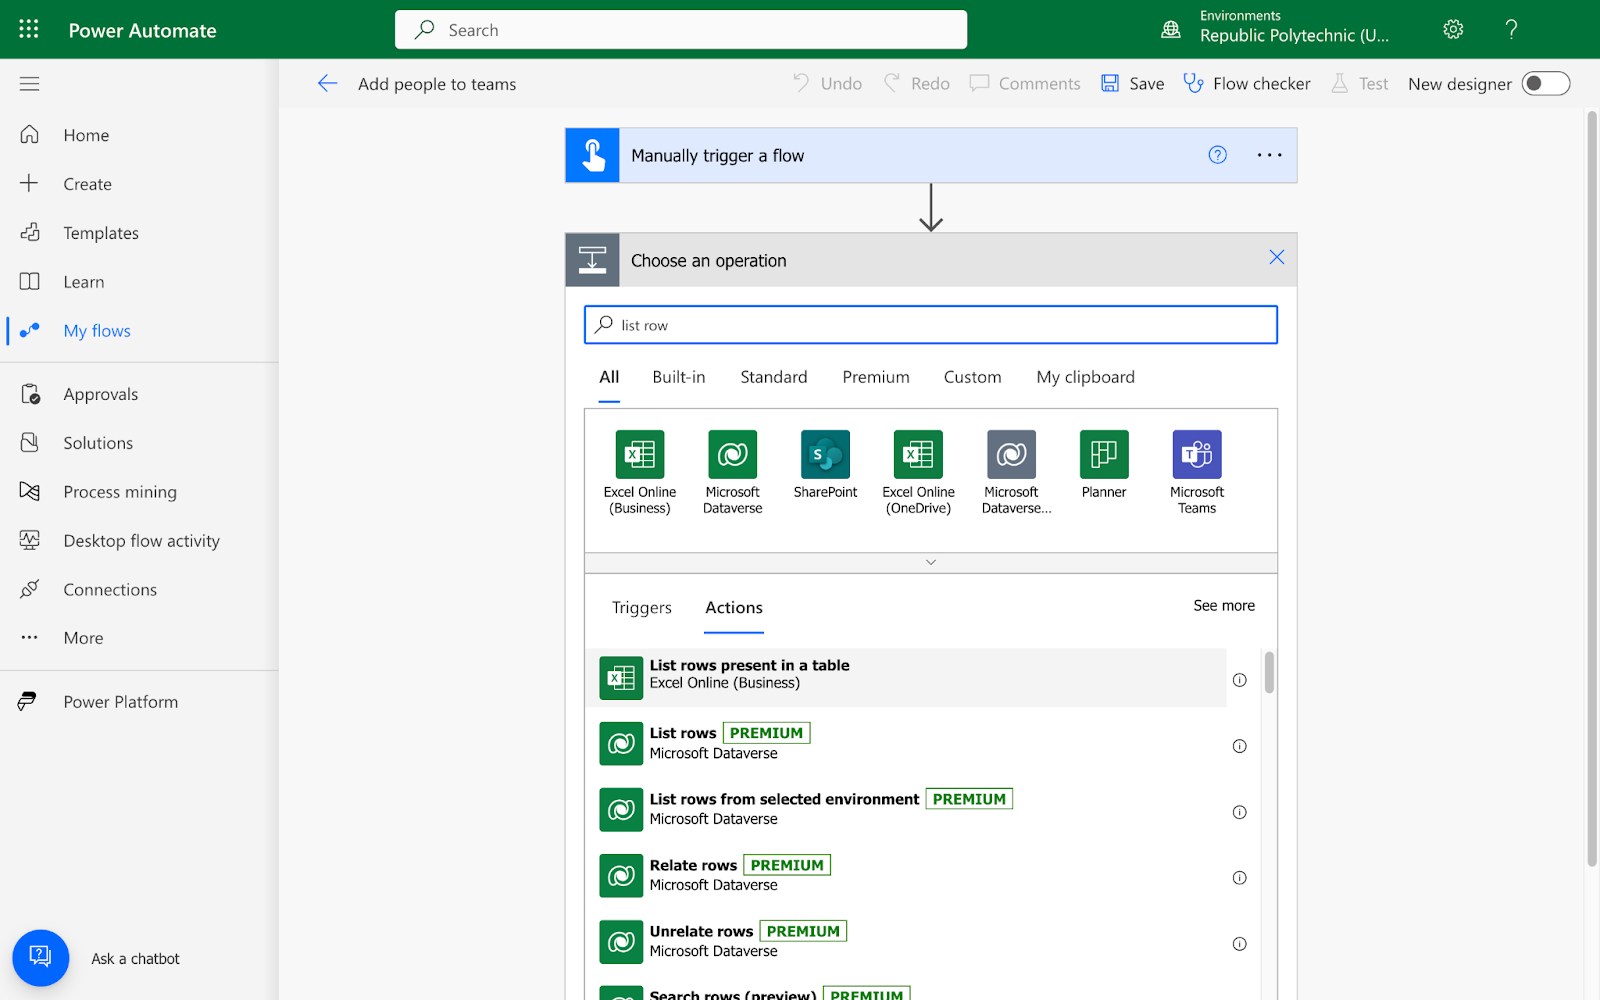 Power Automate
Search
Environments
Republic Polytechnic (U...
?
Add people to teams
Undo
Redo
Comments
Save
Flow checker
Test
New designer
Home
Create
Templates
Learn
My flows
Approvals
Solutions
Process mining
Desktop flow activity
Connections
More
Power Platform
Ask a chatbot
Manually trigger a flow
?
Choose an operation
list row
All
Built-in
Standard
Premium
Custom
My clipboard
Excel Online
(Business)
Microsoft
Dataverse
SharePoint
Excel Online
(OneDrive)
Microsoft
Dataverse...
Planner
Microsoft
Teams
Triggers
Actions
See more
List rows present in a table
Excel Online (Business)
List rows PREMIUM
Microsoft Dataverse
List rows from selected environment PREMIUM
Microsoft Dataverse
Relate rows PREMIUM
Microsoft Dataverse
Unrelate rows PREMIUM
Microsoft Dataverse
Search rows (preview) PREMIUM